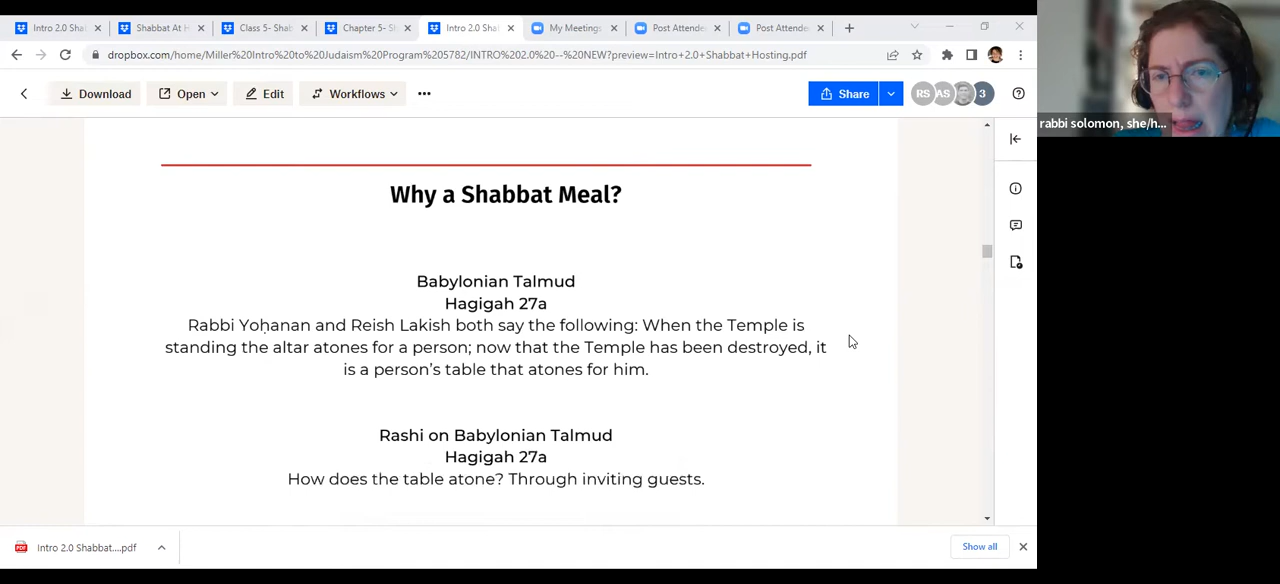 Intro 2.0 Shab
Shabbat At H
Class 5- Shab
Chapter 5- Sh
Intro 2.0 Shab
My Meetings
Post Attende
Post Attende
dropbox.com/home/Miller%20Intro%20to%20Judaism%20Program%205782/INTRO%202.0%20--%20NEW?preview=Intro+2.0+Shabbat+Hosting.pdf
Download
Open
Edit
Workflows
Share
RS
AS
3
rabbi solomon, she/h...
Why a Shabbat Meal?
Babylonian Talmud
Hagigah 27a
Rabbi Yoḥanan and Reish Lakish both say the following: When the Temple is
standing the altar atones for a person; now that the Temple has been destroyed, it
is a person's table that atones for him.
Rashi on Babylonian Talmud
Hagigah 27a
How does the table atone? Through inviting guests.
PDF
Intro 2.0 Shabbat....pdf
Show all